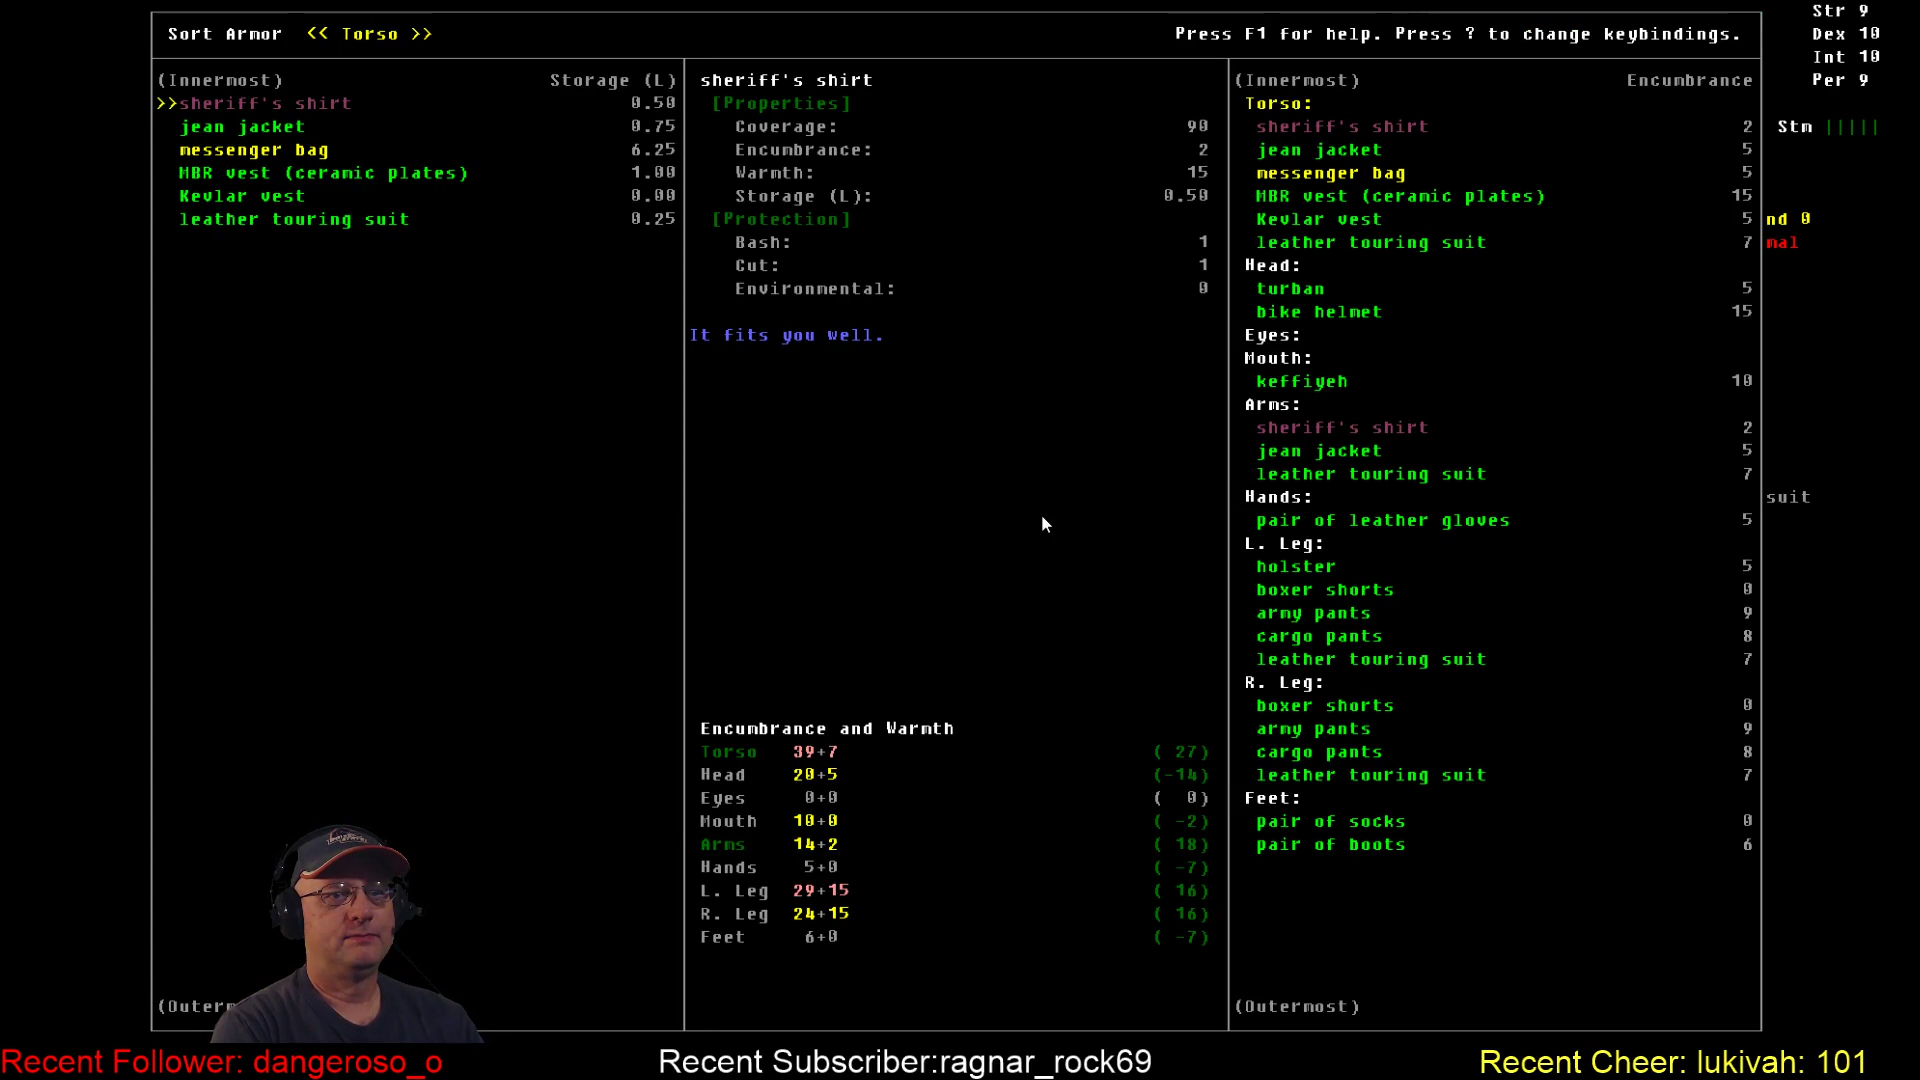 Sort Armor << Torso >> Press F1 for help. Press ? to change keybindings.
Str 9
Dex 10
Int 10
Per 9
Stm |||||
nd 0
mal
suit
(Innermost) Storage (L)
>>sheriff's shirt 0.50
jean jacket 0.75
messenger bag 6.25
MBR vest (ceramic plates) 1.00
Kevlar vest 0.00
leather touring suit 0.25
(Outerm
sheriff's shirt
[Properties]
Coverage: 90
Encumbrance: 2
Warmth: 15
Storage (L): 0.50
[Protection]
Bash: 1
Cut: 1
Environmental: 0
It fits you well.
Encumbrance and Warmth
Torso 39+7 ( 27)
Head 20+5 (-14)
Eyes 0+0 ( 0)
Mouth 10+0 ( -2)
Arms 14+2 ( 18)
Hands 5+0 ( -7)
L. Leg 29+15 ( 16)
R. Leg 24+15 ( 16)
Feet 6+0 ( -7)
(Innermost) Encumbrance
Torso:
sheriff's shirt 2
jean jacket 5
messenger bag 5
MBR vest (ceramic plates) 15
Kevlar vest 5
leather touring suit 7
Head:
turban 5
bike helmet 15
Eyes:
Mouth:
keffiyeh 10
Arms:
sheriff's shirt 2
jean jacket 5
leather touring suit 7
Hands:
pair of leather gloves 5
L. Leg:
holster 5
boxer shorts 0
army pants 9
cargo pants 8
leather touring suit 7
R. Leg:
boxer shorts 0
army pants 9
cargo pants 8
leather touring suit 7
Feet:
pair of socks 0
pair of boots 6
(Outermost)
Recent Follower: dangeroso_o
Recent Subscriber:ragnar_rock69
Recent Cheer: lukivah: 101